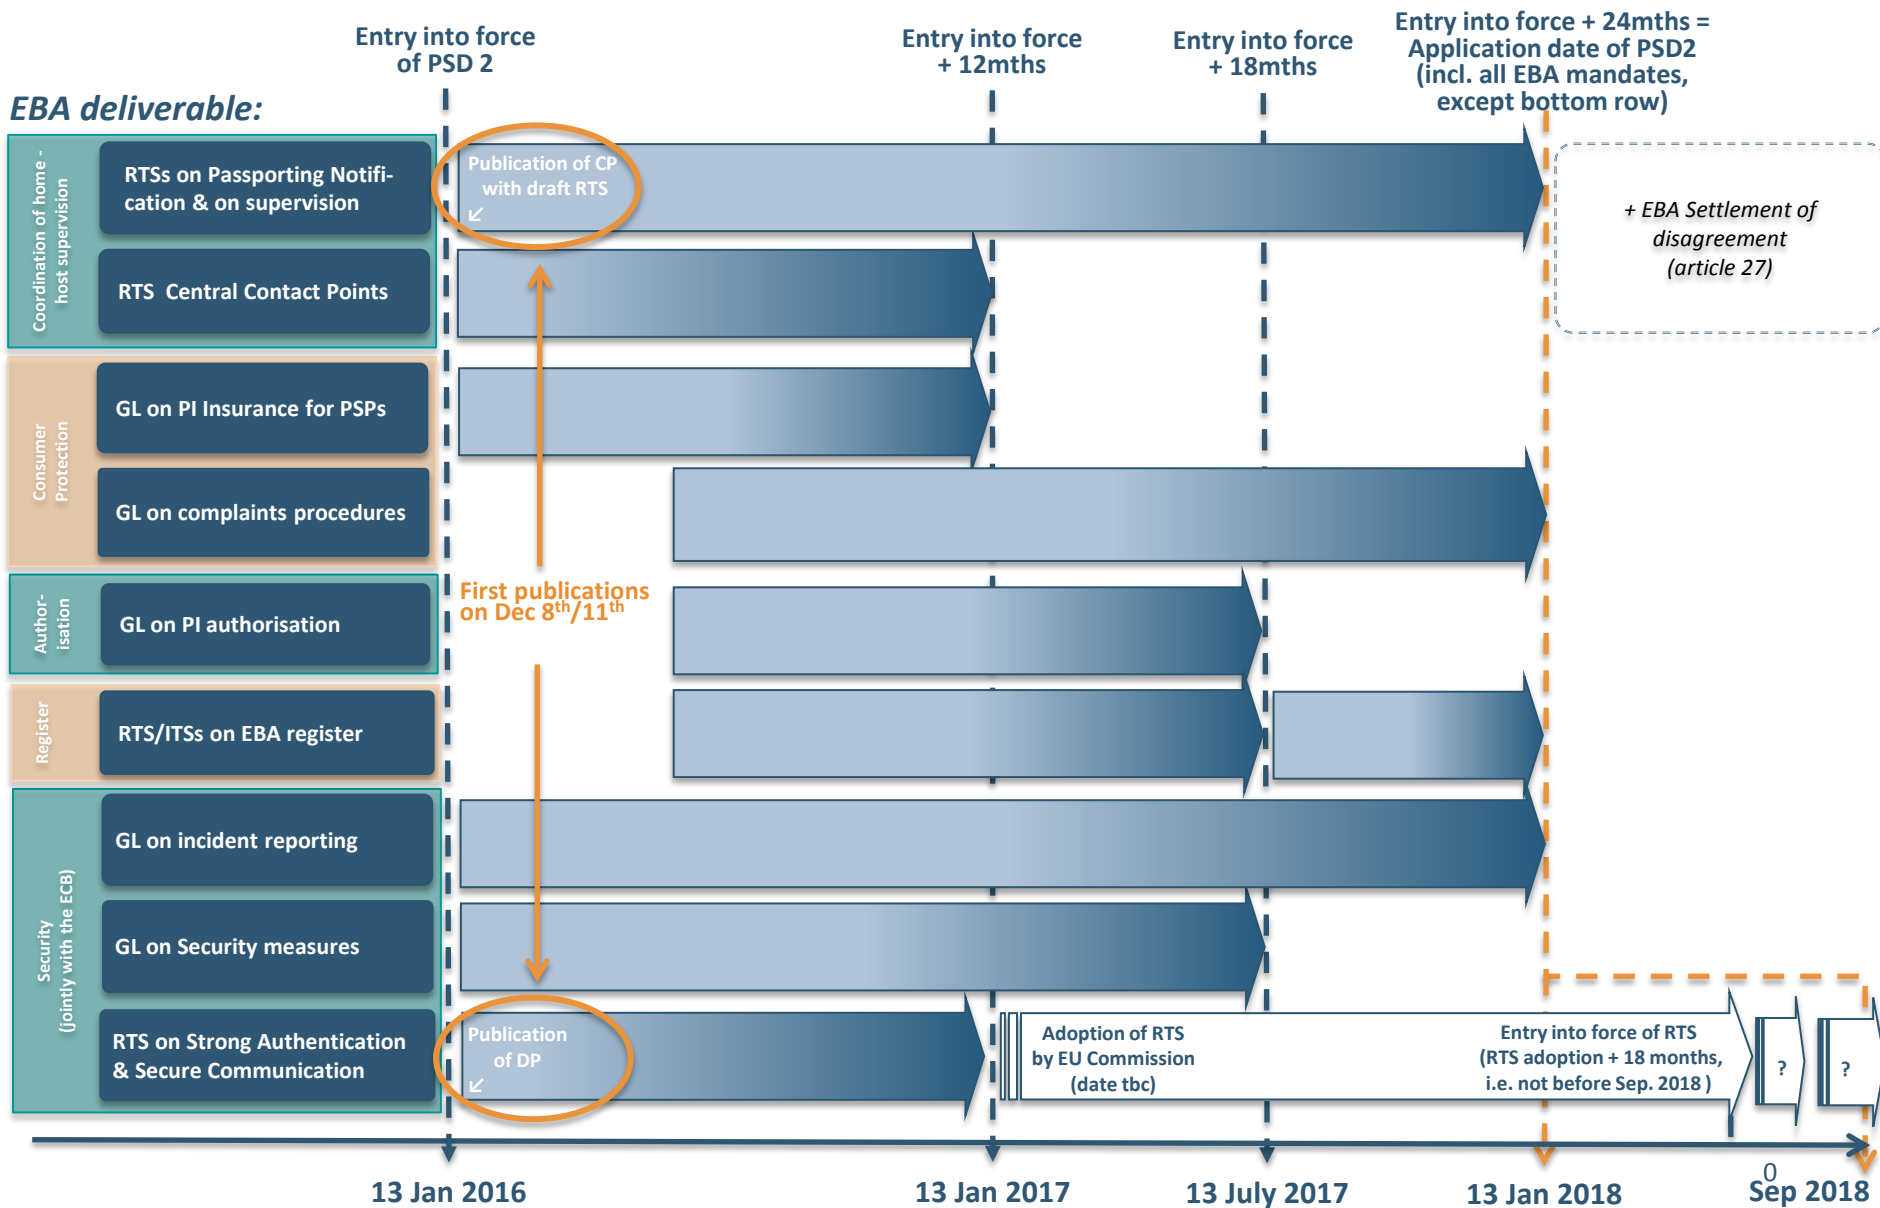 Entry into force
of PSD 2
Entry into force
+ 12mths
Entry into force
+ 18mths
Entry into force + 24mths =
Application date of PSD2
(incl. all EBA mandates,
except bottom row)
EBA deliverable:
Coordination of home -
host supervision
RTSs on Passporting Notifi-
cation & on supervision
Publication of CP
with draft RTS
+ EBA Settlement of
disagreement
(article 27)
RTS  Central Contact Points
Consumer
Protection
GL on PI Insurance for PSPs
GL on complaints procedures
First publications
on Dec 8th/11th
Author-
isation
GL on PI authorisation
Register
RTS/ITSs on EBA register
Security
(jointly with the ECB)
GL on incident reporting
GL on Security measures
RTS on Strong Authentication
& Secure Communication
Publication
of DP
Adoption of RTS
by EU Commission
(date tbc)
Entry into force of RTS
(RTS adoption + 18 months,
i.e. not before Sep. 2018 )
?
?
13 Jan 2016
13 Jan 2017
13 July 2017
13 Jan 2018
0
Sep 2018